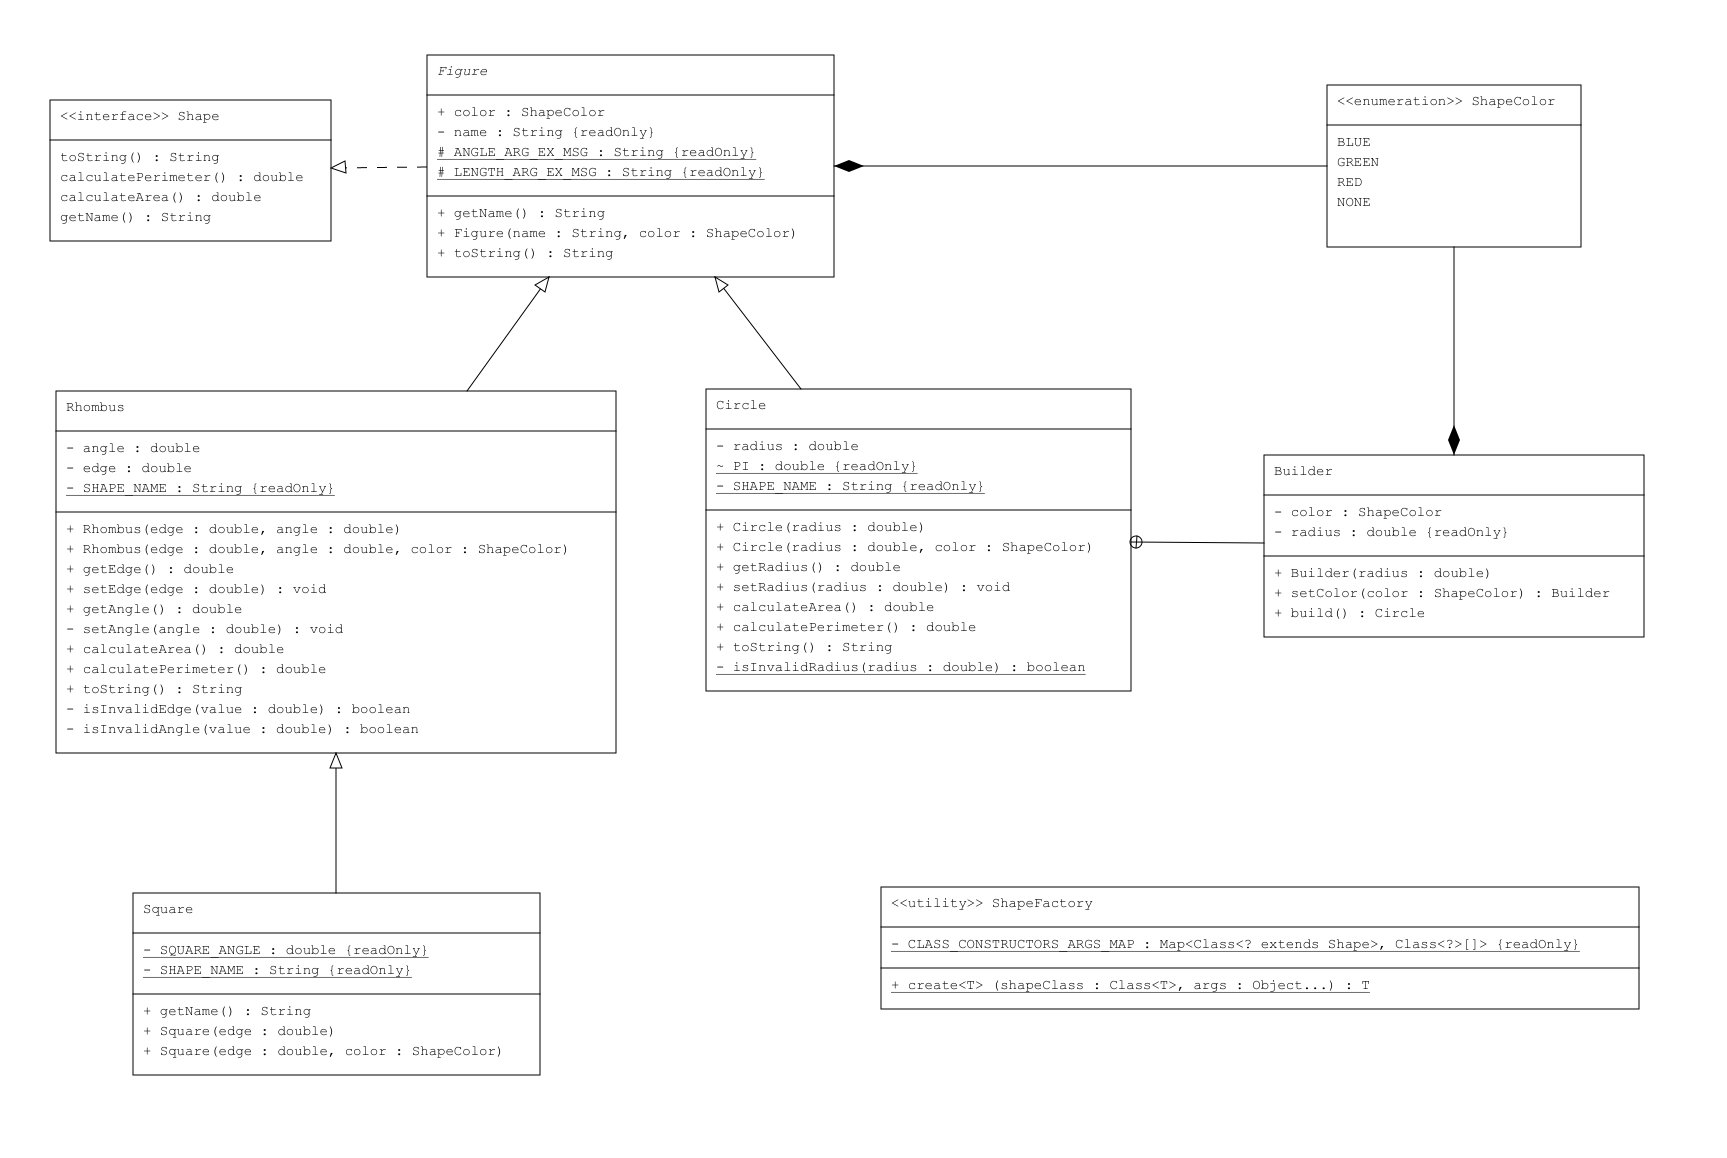 Figure
+ color : ShapeColor
- name : String {readOnly}
# ANGLE_ARG_EX_MSG : String {readOnly}
# LENGTH_ARG_EX_MSG : String {readOnly}
+ getName() : String
+ Figure(name : String, color : ShapeColor)
+ toString() : String
<<interface>> Shape
toString() : String
calculatePerimeter() : double
calculateArea() : double
getName() : String
<<enumeration>> ShapeColor
BLUE
GREEN
RED
NONE
Rhombus
- angle : double
- edge : double
- SHAPE_NAME : String {readOnly}
+ Rhombus(edge : double, angle : double)
+ Rhombus(edge : double, angle : double, color : ShapeColor)
+ getEdge() : double
+ setEdge(edge : double) : void
+ getAngle() : double
- setAngle(angle : double) : void
+ calculateArea() : double
+ calculatePerimeter() : double
+ toString() : String
- isInvalidEdge(value : double) : boolean
- isInvalidAngle(value : double) : boolean
Circle
- radius : double
~ PI : double {readOnly}
- SHAPE_NAME : String {readOnly}
+ Circle(radius : double)
+ Circle(radius : double, color : ShapeColor)
+ getRadius() : double
+ setRadius(radius : double) : void
+ calculateArea() : double
+ calculatePerimeter() : double
+ toString() : String
- isInvalidRadius(radius : double) : boolean
Builder
- color : ShapeColor
- radius : double {readOnly}
+ Builder(radius : double)
+ setColor(color : ShapeColor) : Builder
+ build() : Circle
Square
- SQUARE_ANGLE : double {readOnly}
- SHAPE_NAME : String {readOnly}
+ getName() : String
+ Square(edge : double)
+ Square(edge : double, color : ShapeColor)
<<utility>> ShapeFactory
- CLASS_CONSTRUCTORS_ARGS_MAP : Map<Class<? extends Shape>, Class<?>[]> {readOnly}
+ create<T> (shapeClass : Class<T>, args : Object...) : T